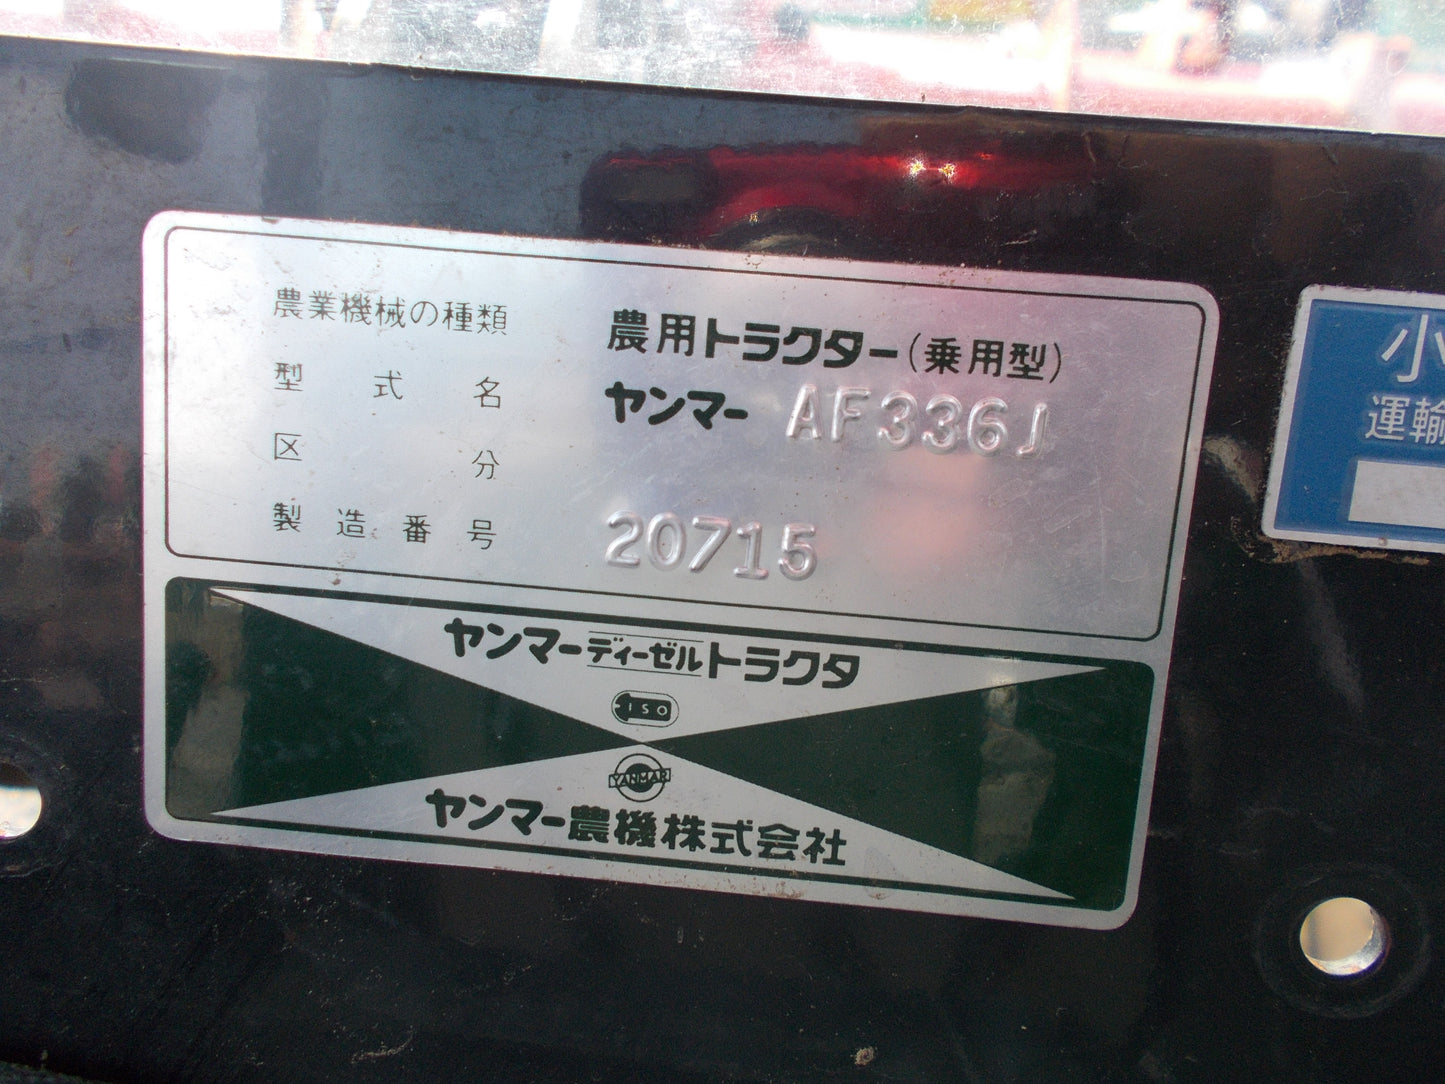 農業機械の種類 農用トラクター(乗用型)
型式名 ヤンマー AF336J
区分
製造番号 20715
ヤンマーディーゼルトラクタ
ISO
YANMAR
ヤンマー農機株式会社
小
運輸